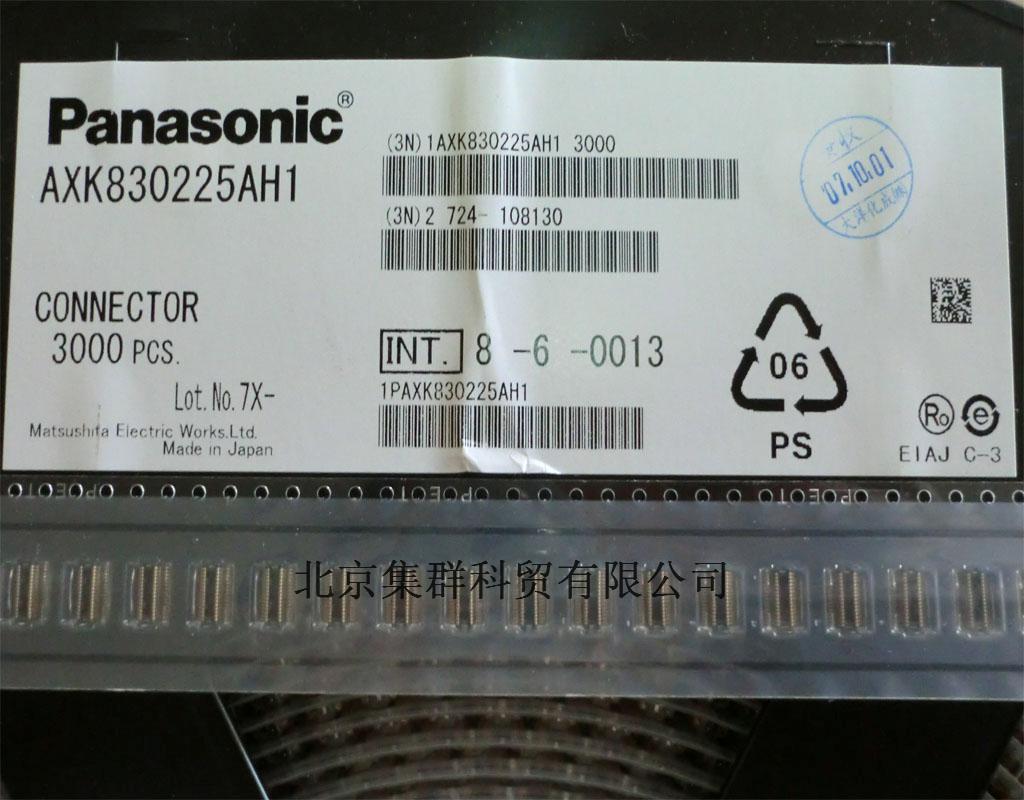 Panasonic®
AXK830225AH1
(3N)1AXK830225AH1 3000
(3N)2 724- 108130
07.10.01
CONNECTOR
3000 PCS.
INT. 8 -6 -0013
Lot. No. 7X-
1PAXK830225AH1
Matsushita Electric Works.Ltd.
Made in Japan
06
PS
Ro e
EIAJ C-3
北京集群科贸有限公司